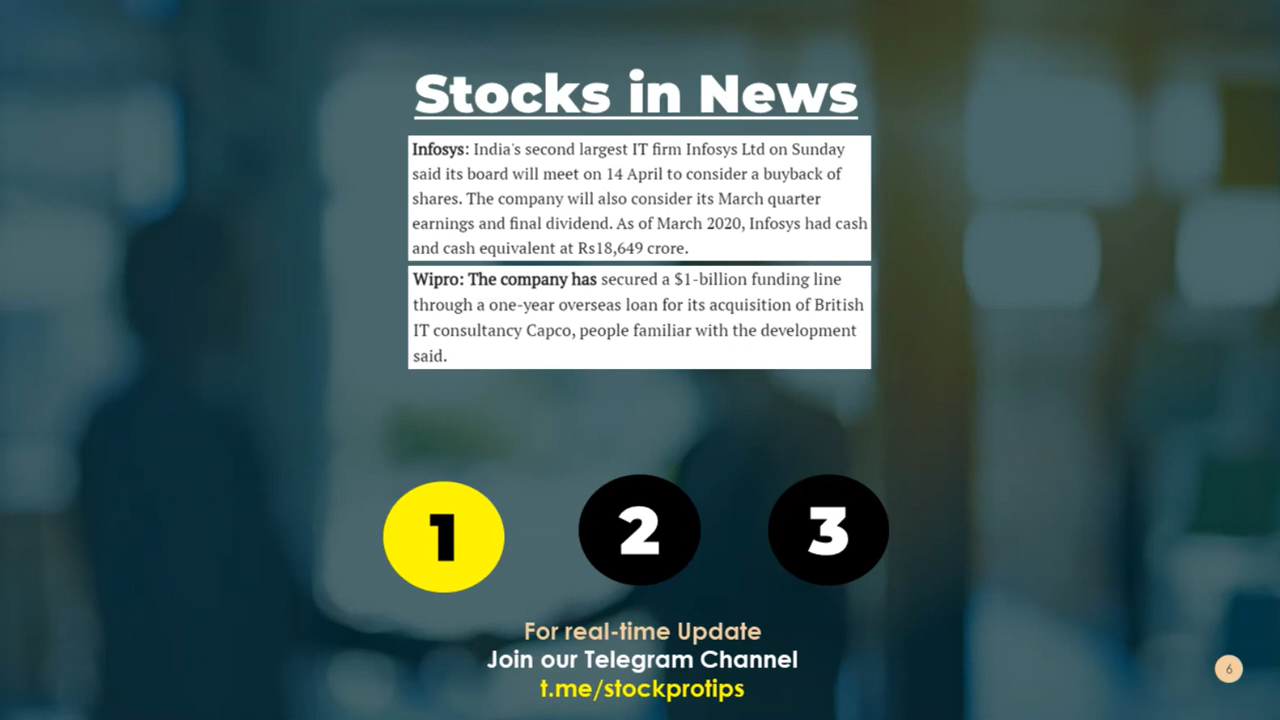 Stocks in News
Infosys: India's second largest IT firm Infosys Ltd on Sunday
said its board will meet on 14 April to consider a buyback of
shares. The company will also consider its March quarter
earnings and final dividend. As of March 2020, Infosys had cash
and cash equivalent at Rs18,649 crore.
Wipro: The company has secured a $1-billion funding line
through a one-year overseas loan for its acquisition of British
IT consultancy Capco, people familiar with the development
said.
1 2 3
For real-time Update
Join our Telegram Channel
t.me/stockprotips
6